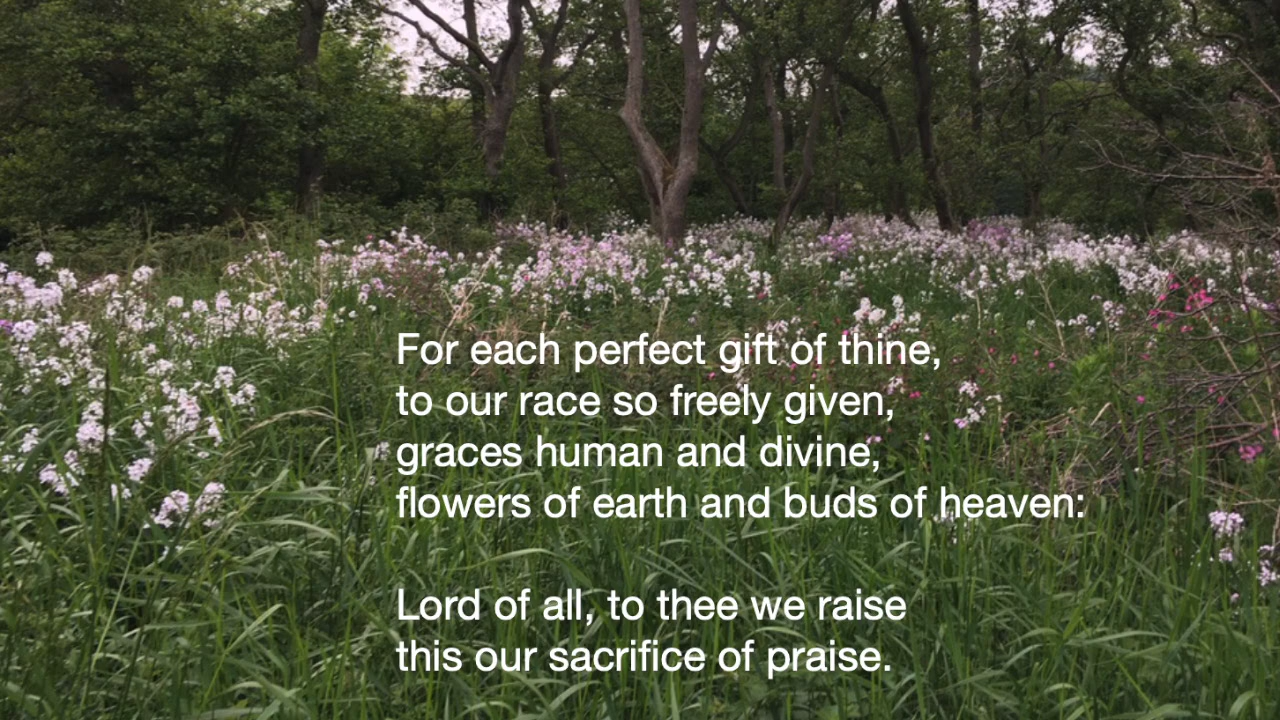 For each perfect gift of thine,
to our race so freely given,
graces human and divine,
flowers of earth and buds of heaven:
Lord of all, to thee we raise
this our sacrifice of praise.